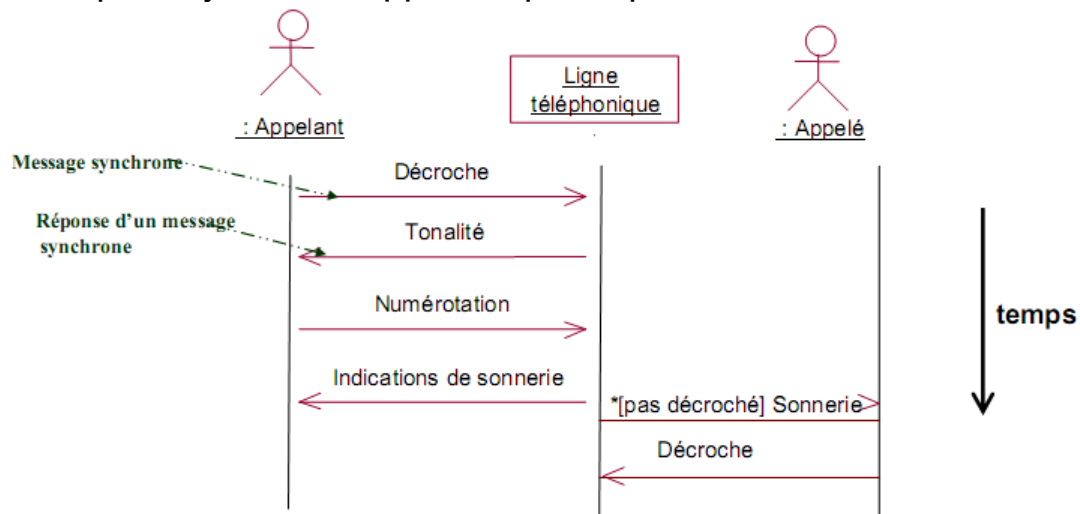 Ligne
téléphonique
: Appelant
: Appelé
Message synchrone
Décroche
Réponse d'un message
synchrone
Tonalité
Numérotation
temps
Indications de sonnerie
*[pas décroché] Sonnerie
Décroche